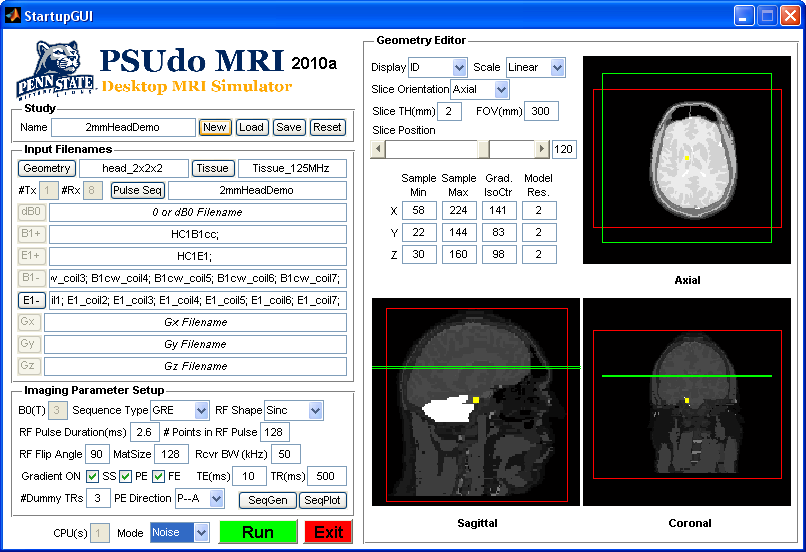 StartupGUI
PENN STATE
PSUdo MRI 2010a
Desktop MRI Simulator
Study
Name 2mmHeadDemo New Load Save Reset
Input Filenames
Geometry head_2x2x2 Tissue Tissue_125MHz
#Tx 1 #Rx 8 Pulse Seq 2mmHeadDemo
dB0 0 or dB0 Filename
B1+ HC1B1cc;
E1+ HC1E1;
B1- w_coil3; B1cw_coil4; B1cw_coil5; B1cw_coil6; B1cw_coil7;
E1- il1; E1_coil2; E1_coil3; E1_coil4; E1_coil5; E1_coil6; E1_coil7;
Gx Gx Filename
Gy Gy Filename
Gz Gz Filename
Imaging Parameter Setup
B0(T) 3 Sequence Type GRE RF Shape Sinc
RF Pulse Duration(ms) 2.6 # Points in RF Pulse 128
RF Flip Angle 90 MatSize 128 Rcvr BW (kHz) 50
Gradient ON SS PE FE TE(ms) 10 TR(ms) 500
#Dummy TRs 3 PE Direction P--A SeqGen SeqPlot
CPU(s) 1 Mode Noise Run Exit
Geometry Editor
Display ID Scale Linear
Slice Orientation Axial
Slice TH(mm) 2 FOV(mm) 300
Slice Position
120
Sample Min Sample Max Grad. IsoCtr Model Res.
X 58 224 141 2
Y 22 144 83 2
Z 30 160 98 2
Axial
Sagittal
Coronal